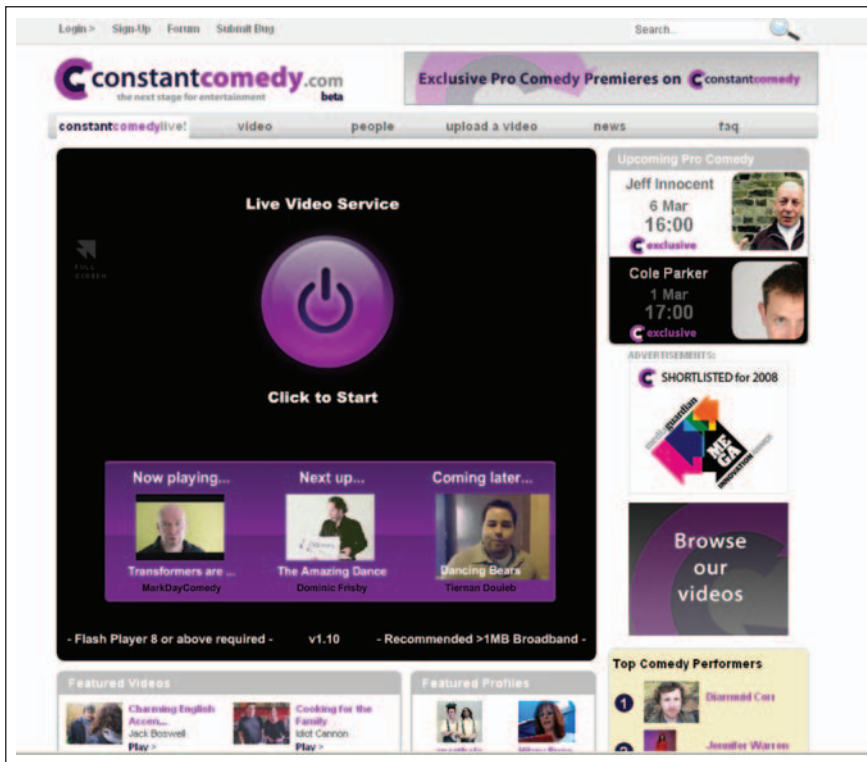 Login > Sign-Up Forum Submit Bug Search...
constantcomedy.com
the next stage for entertainment beta
Exclusive Pro Comedy Premieres on constantcomedy
constantcomedylive! video people upload a video news faq
Live Video Service
FULL
SCREEN
Click to Start
Now playing... Next up... Coming later...
Transformers are ... The Amazing Dance Dancing Bears
MarkDayComedy Dominic Frisby Tiernan Douieb
- Flash Player 8 or above required - v1.10 - Recommended >1MB Broadband -
Upcoming Pro Comedy
Jeff Innocent
6 Mar
16:00
exclusive
Cole Parker
1 Mar
17:00
exclusive
ADVERTISEMENTS:
SHORTLISTED for 2008
mediaguardian
MEGA
INNOVATION
Browse
our
videos
Featured Videos
Charming English
Accen...
Jack Boswell
Play >
Cooking for the
Family
Idiot Cannon
Play >
Featured Profiles
Top Comedy Performers
1 Diarmuid Corr
2 Jennifer Warren